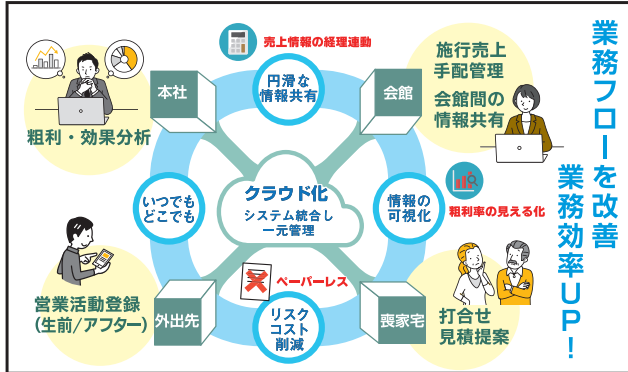 業務フローを改善
業務効率UP!
売上情報の経理連動
本社
円滑な
情報共有
会館
施行売上
手配管理
会館間の
情報共有
粗利・効果分析
いつでも
どこでも
クラウド化
システム統合し
一元管理
情報の
可視化
粗利率の見える化
ペーパーレス
営業活動登録
(生前/アフター)
外出先
リスク
コスト
削減
喪家宅
打合せ
見積提案